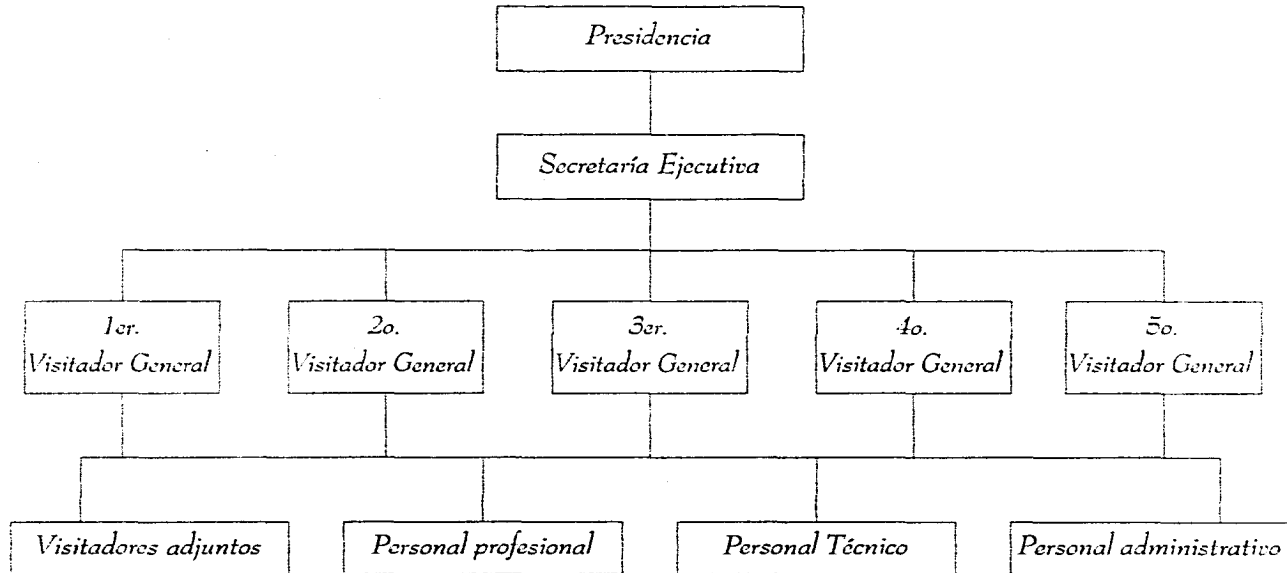 Presidencia
Secretaría Ejecutiva
1er.
Visitador General
2o.
Visitador General
3er.
Visitador General
4o.
Visitador General
5o.
Visitador General
Visitadores adjuntos
Personal profesional
Personal Técnico
Personal administrativo